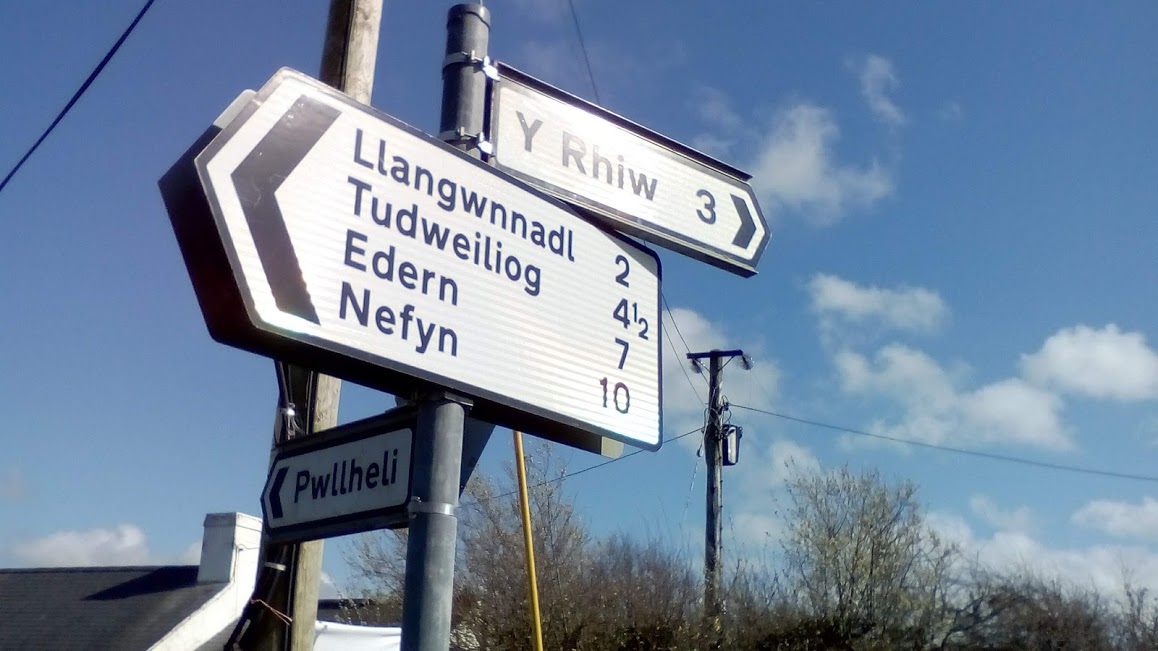 Y Rhiw 3
Llangwnnadl 2
Tudweiliog 4½
Edern 7
Nefyn 10
Pwllheli